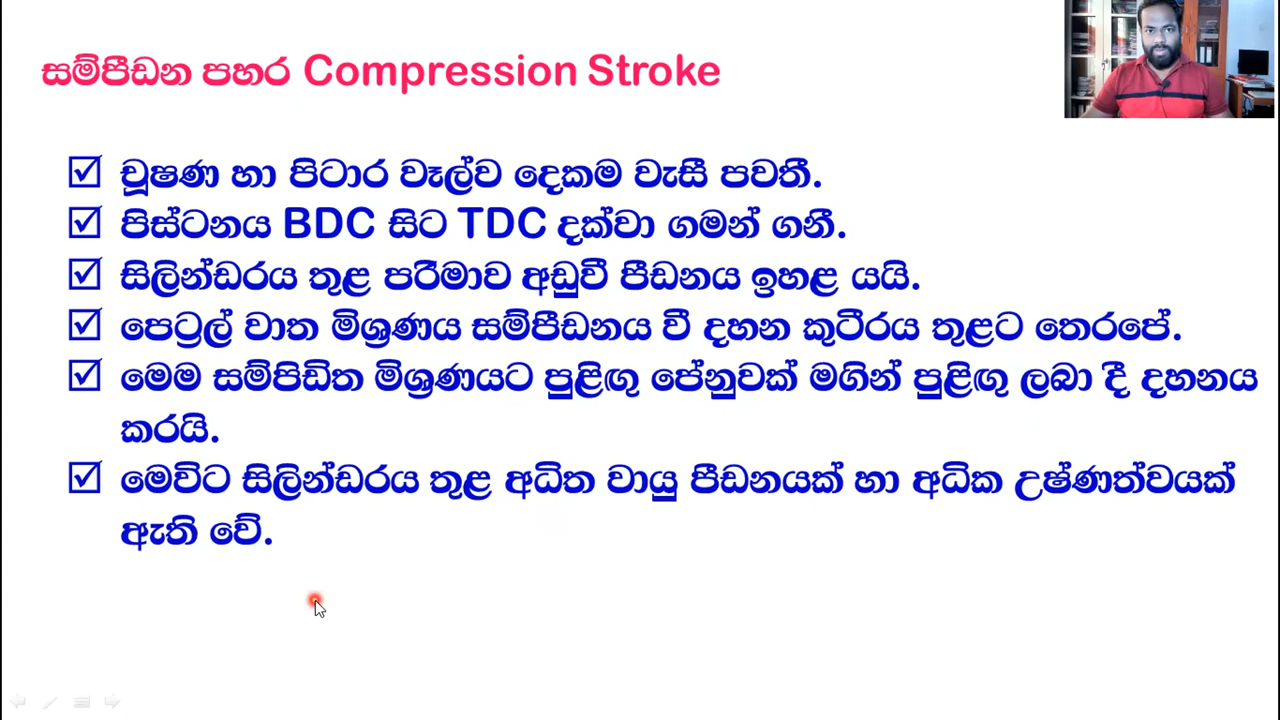 සම්පීඩන පහර Compression Stroke
☑ චූෂණ හා පිටාර වෑල්ව දෙකම වැසී පවතී.
☑ පිස්ටනය BDC සිට TDC දක්වා ගමන් ගනී.
☑ සිලින්ඩරය තුළ පරිමාව අඩුවී පීඩනය ඉහළ යයි.
☑ පෙට්‍රල් වාත මිශ්‍රණය සම්පීඩනය වී දහන කුටීරය තුළට තෙරපේ.
☑ මෙම සම්පිඩිත මිශ්‍රණයට පුළිඟු පේනුවක් මගින් පුළිඟු ලබා දී දහනය
කරයි.
☑ මෙවිට සිලින්ඩරය තුළ අධිත වායු පීඩනයක් හා අධික උෂ්ණත්වයක්
ඇති වේ.